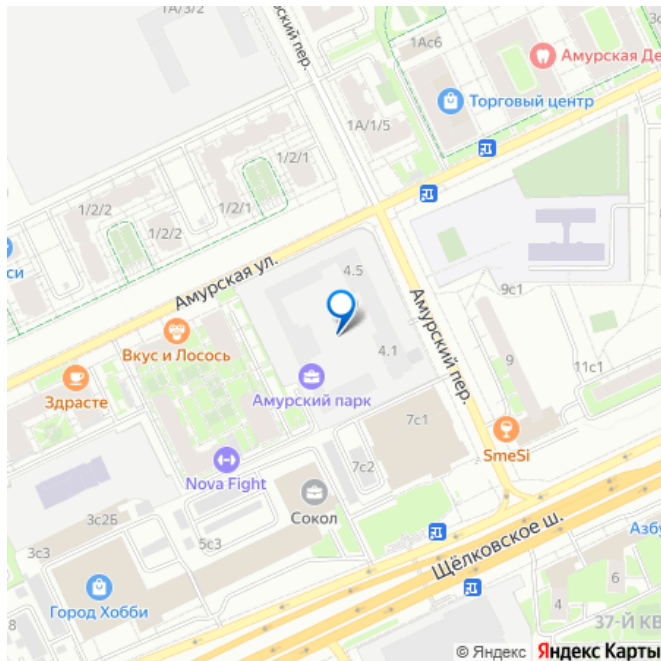 1А/3/2
ский пер.
1Ас6
Амурская Де
Торговый центр
1А/1/5
1/2/1
1/2/2
1/2/1
1/2/2
си
Амурская ул.
4.5
9с1
Амурский пер.
Вкус и Лосось
4.1
9
11с1
Здрасте
Амурский парк
7с1
SmeSi
7с2
Nova Fight
Сокол
3с2Б
5с3
3с3
Щёлковское ш.
Азбу
Город Хобби
6
4
8
37-Й КВ
© Яндекс Яндекс Карты